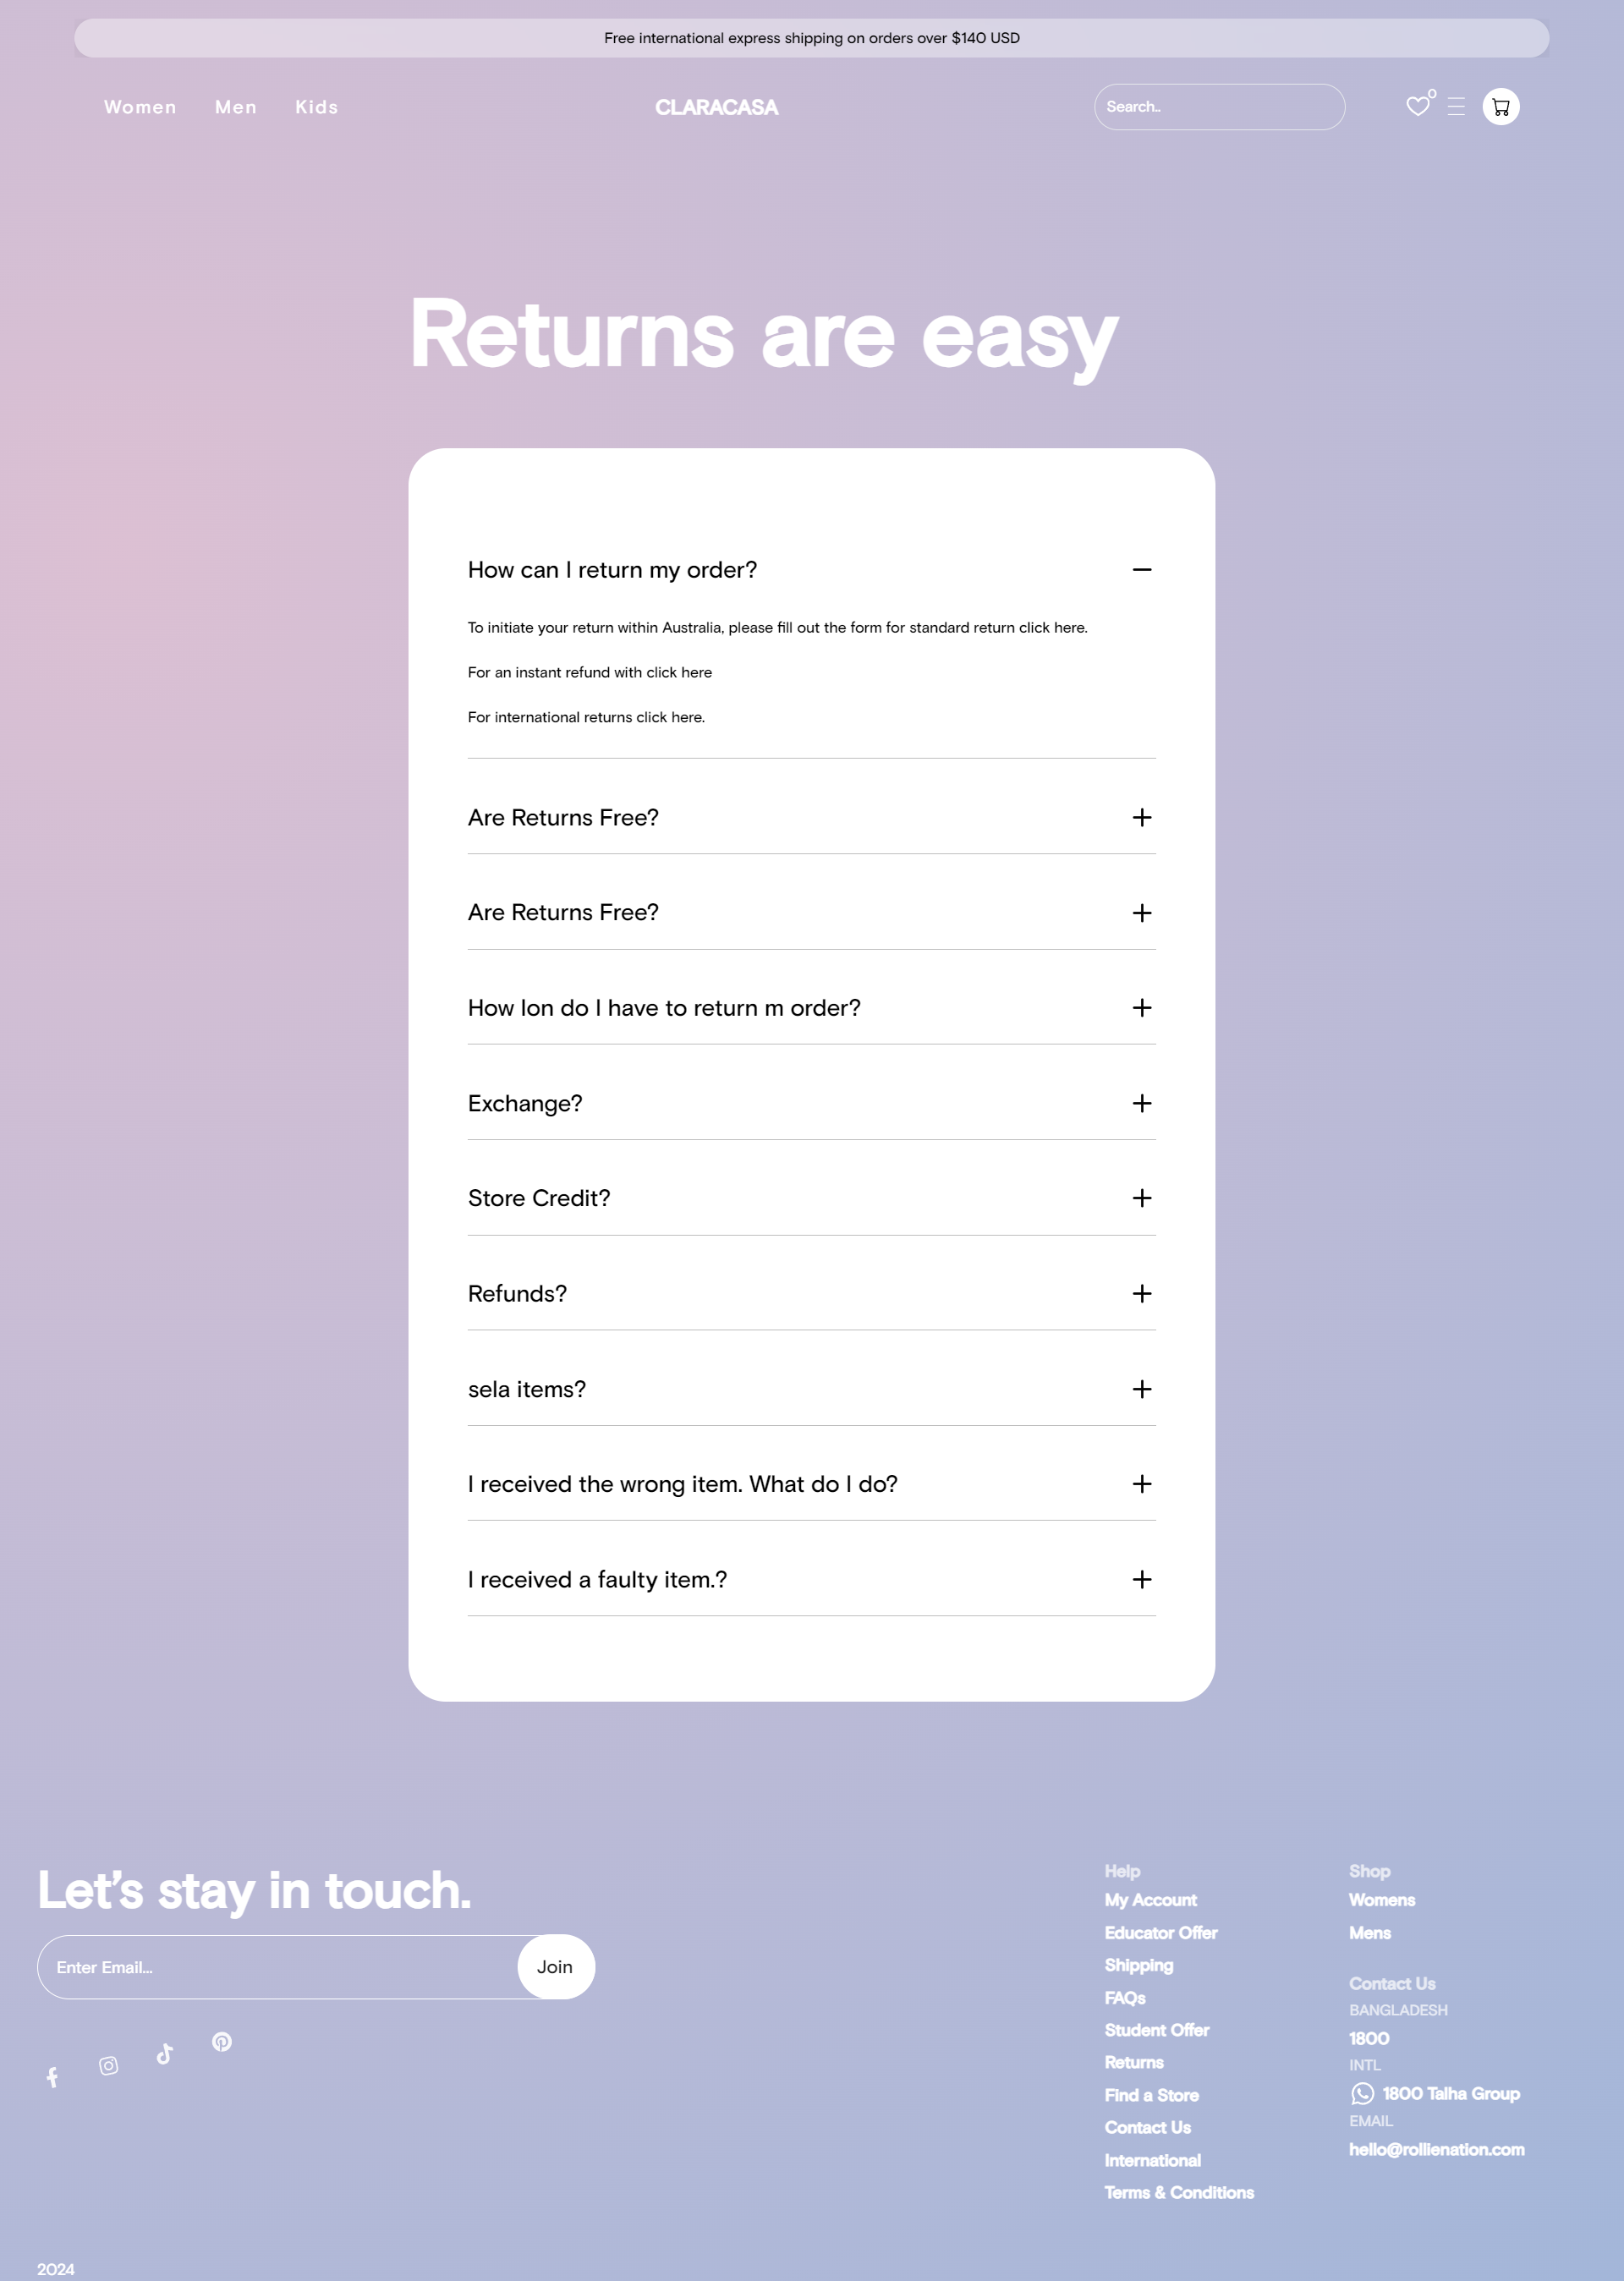 Free international express shipping on orders over $140 USD
Women Men Kids CLARACASA Search.. 0
Returns are easy
How can I return my order?
To initiate your return within Australia, please fill out the form for standard return click here.
For an instant refund with click here
For international returns click here.
Are Returns Free?
Are Returns Free?
How lon do I have to return m order?
Exchange?
Store Credit?
Refunds?
sela items?
I received the wrong item. What do I do?
I received a faulty item.?
Let's stay in touch.
Enter Email...
Join
Help
My Account
Educator Offer
Shipping
FAQs
Student Offer
Returns
Find a Store
Contact Us
International
Terms & Conditions
Shop
Womens
Mens
Contact Us
BANGLADESH
1800
INTL
1800 Talha Group
EMAIL
hello@rollienation.com
2024